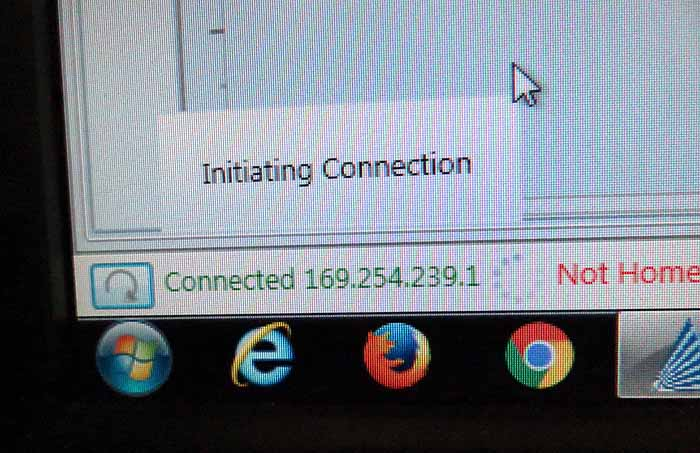 Initiating Connection
Connected 169.254.239.1
Not Home